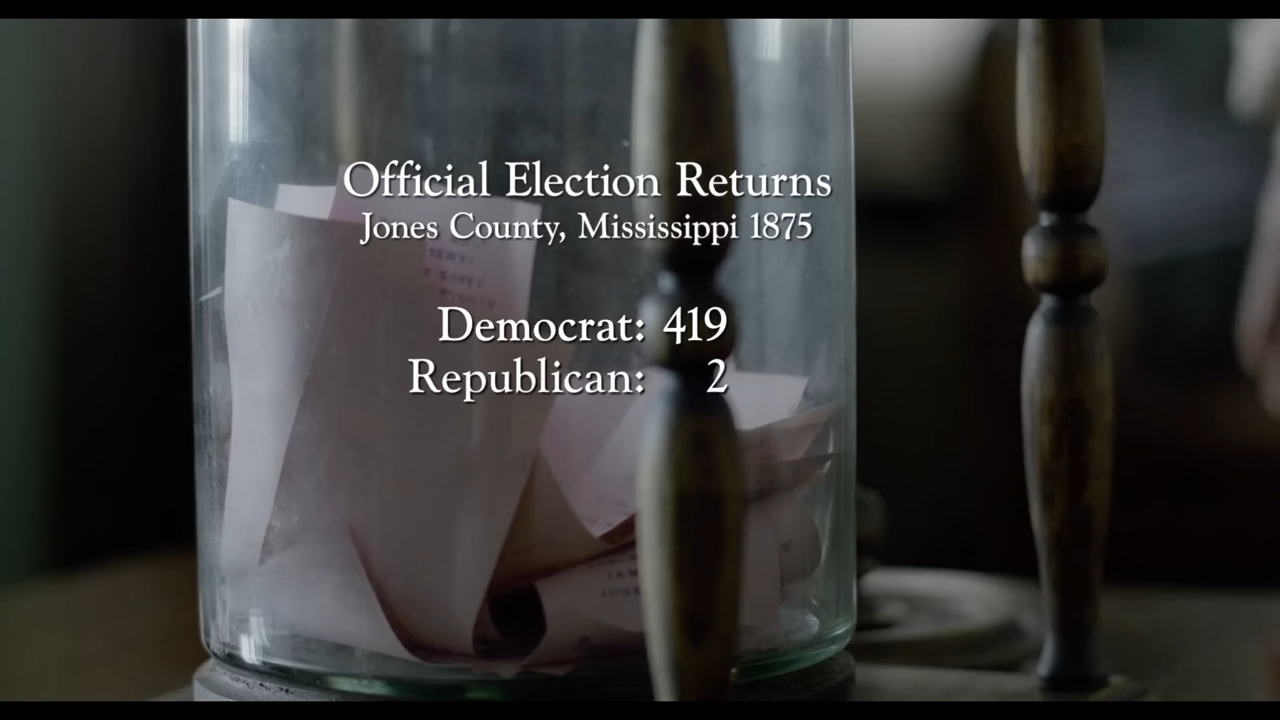 Official Election Returns
Jones County, Mississippi 1875
Democrat: 419
Republican: 2